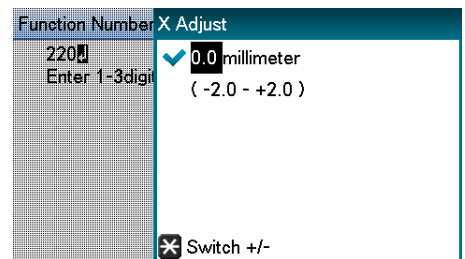 Function Number
220
Enter 1-3digi
X Adjust
0.0 millimeter
( -2.0 - +2.0 )
Switch +/-